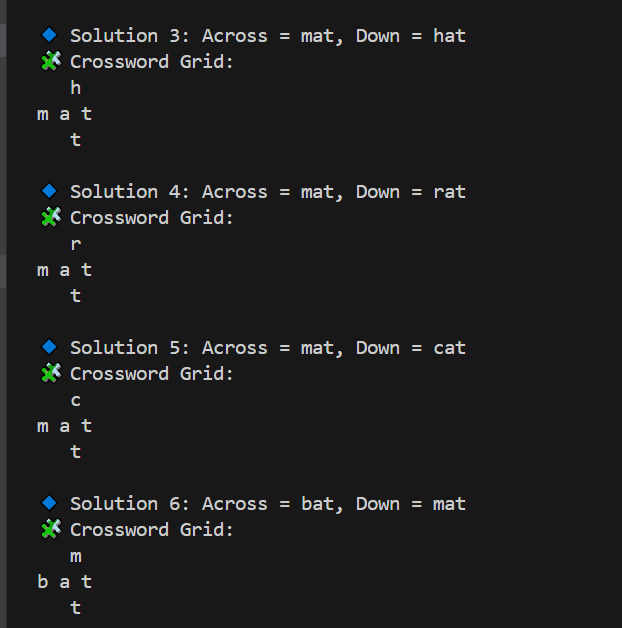 🔹 Solution 3: Across = mat, Down = hat
🧩 Crossword Grid:
   h
m a t
   t
🔹 Solution 4: Across = mat, Down = rat
🧩 Crossword Grid:
   r
m a t
   t
🔹 Solution 5: Across = mat, Down = cat
🧩 Crossword Grid:
   c
m a t
   t
🔹 Solution 6: Across = bat, Down = mat
🧩 Crossword Grid:
   m
b a t
   t